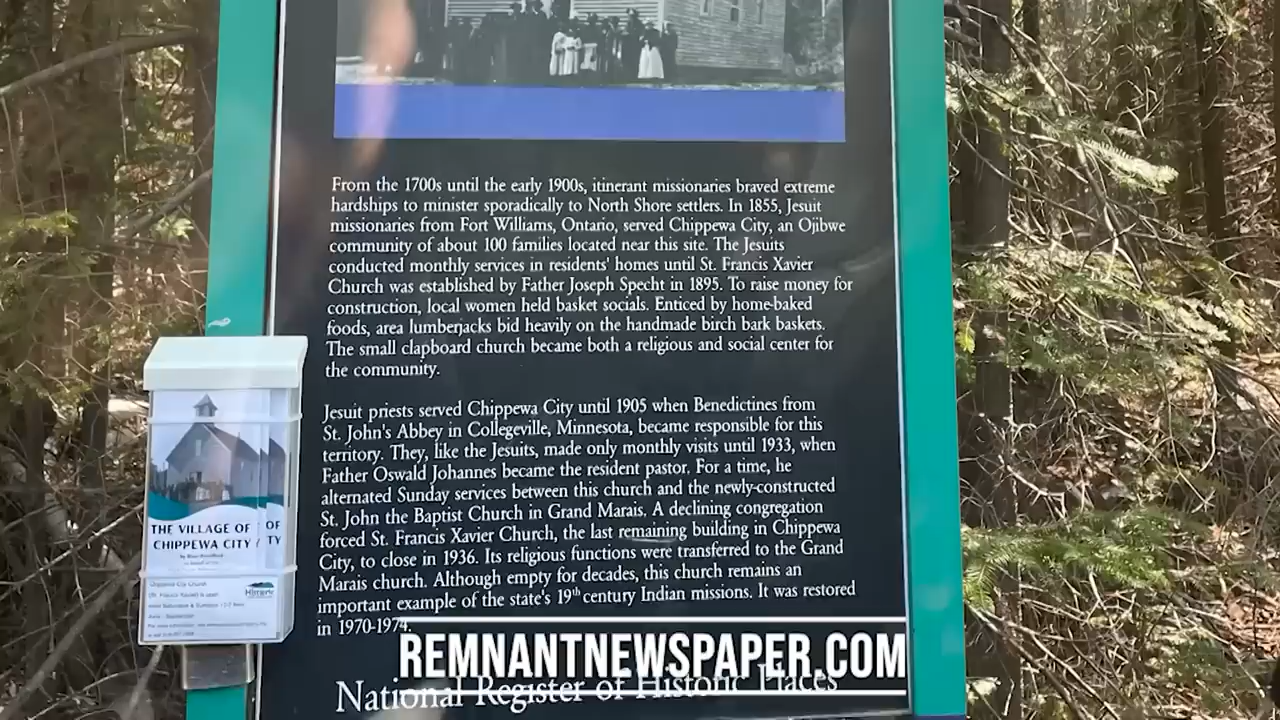 From the 1700s until the early 1900s, itinerant missionaries braved extreme
hardships to minister sporadically to North Shore settlers. In 1855, Jesuit
missionaries from Fort Williams, Ontario, served Chippewa City, an Ojibwe
community of about 100 families located near this site. The Jesuits
conducted monthly services in residents' homes until St. Francis Xavier
Church was established by Father Joseph Specht in 1895. To raise money for
construction, local women held basket socials. Enticed by home-baked
foods, area lumberjacks bid heavily on the handmade birch bark baskets.
The small clapboard church became both a religious and social center for
the community.
Jesuit priests served Chippewa City until 1905 when Benedictines from
St. John's Abbey in Collegeville, Minnesota, became responsible for this
territory. They, like the Jesuits, made only monthly visits until 1933, when
Father Oswald Johannes became the resident pastor. For a time, he
alternated Sunday services between this church and the newly-constructed
St. John the Baptist Church in Grand Marais. A declining congregation
forced St. Francis Xavier Church, the last remaining building in Chippewa
City, to close in 1936. Its religious functions were transferred to the Grand
Marais church. Although empty for decades, this church remains an
important example of the state's 19th century Indian missions. It was restored
in 1970-1974.
National Register of Historic Places
REMNANTNEWSPAPER.COM
THE VILLAGE OF
CHIPPEWA CITY
OF
TY
Chippewa City Church
Historic